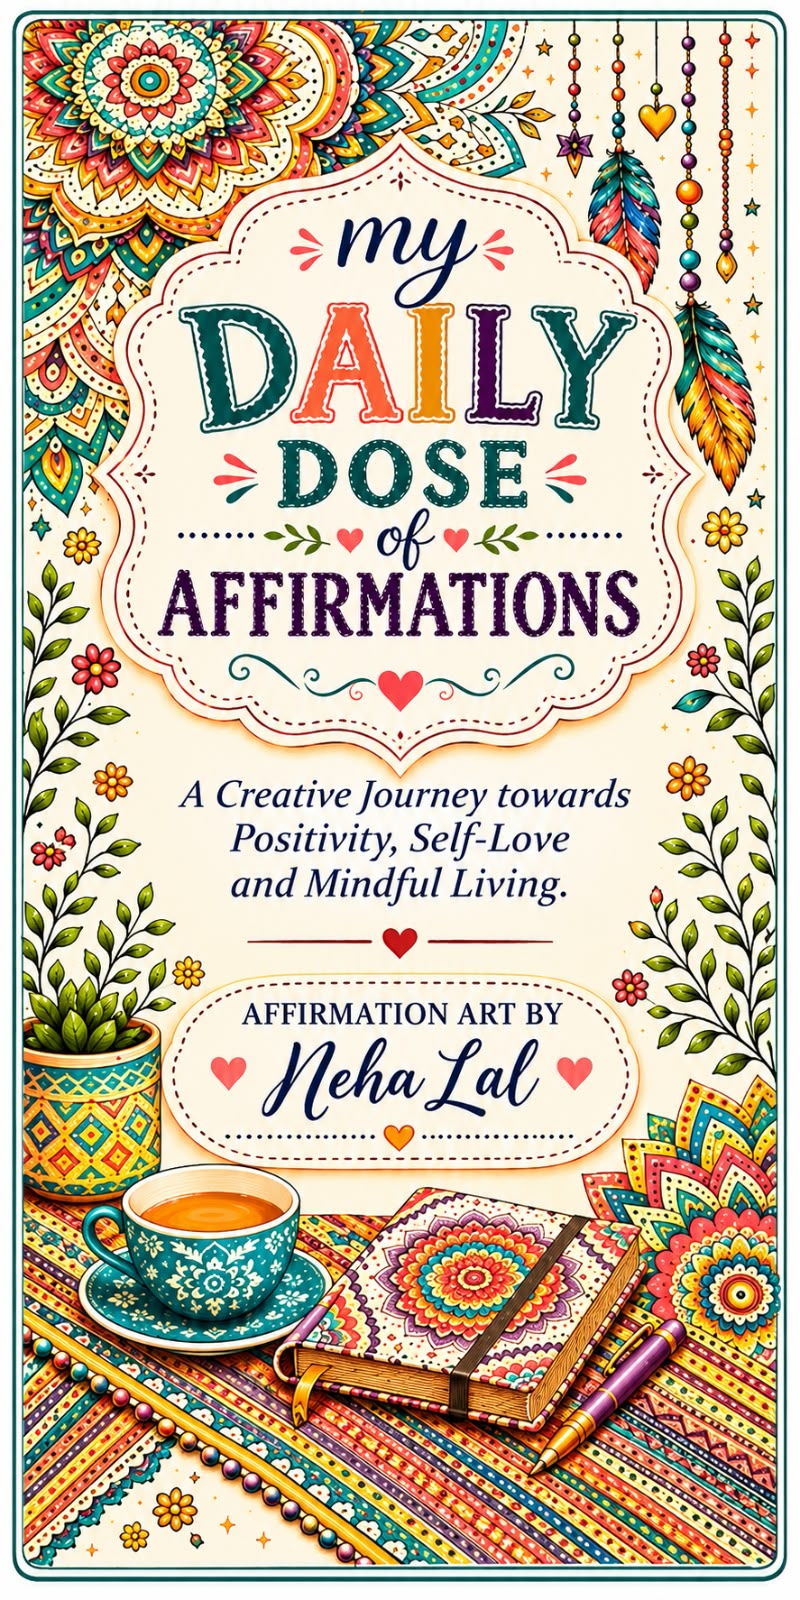 my
DAILY
DOSE
of
AFFIRMATIONS
A Creative Journey towards
Positivity, Self-Love
and Mindful Living.
AFFIRMATION ART BY
Neha Lal